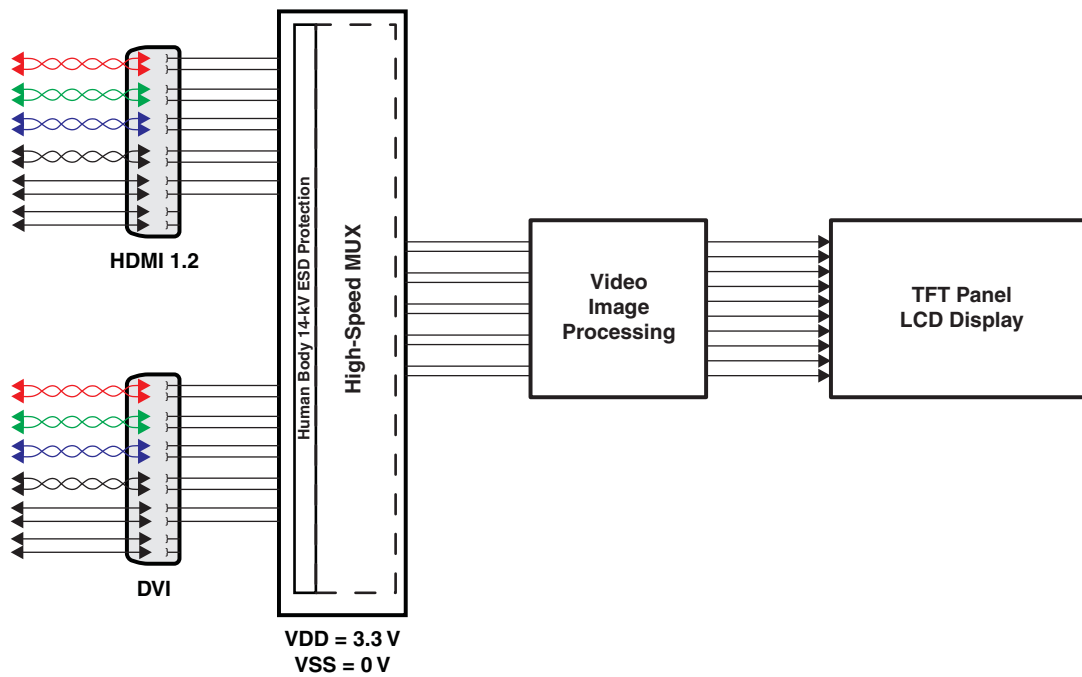 HDMI 1.2
DVI
Human Body 14-kV ESD Protection
High-Speed MUX
VDD = 3.3 V
VSS = 0 V
Video
Image
Processing
TFT Panel
LCD Display